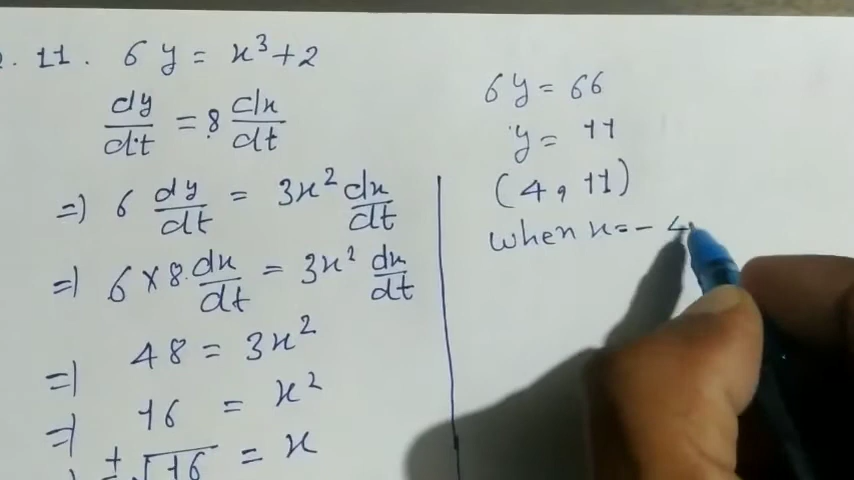 11. 6y = x³+2
dy/dt = 8 dx/dt
=) 6 dy/dt = 3x² dx/dt
=) 6×8 dx/dt = 3x² dx/dt
=) 48 = 3x²
=) 16 = x²
± √16 = x
6y = 66
y = 11
(4, 11)
when x = - 4